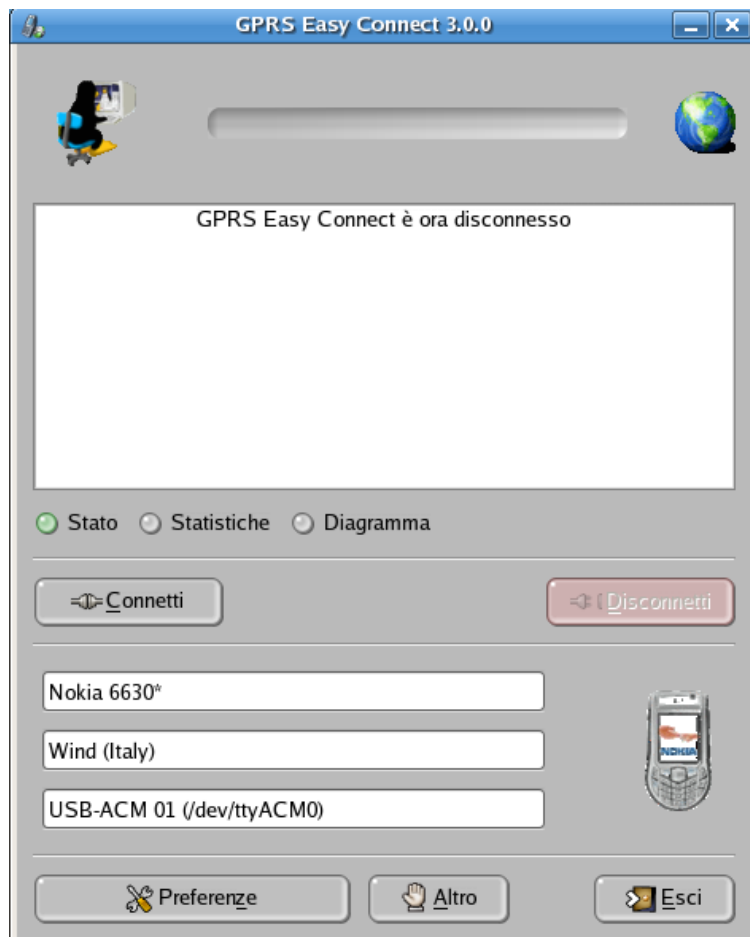 GPRS Easy Connect 3.0.0
GPRS Easy Connect è ora disconnesso
Stato Statistiche Diagramma
Connetti Disconnetti
Nokia 6630*
Wind (Italy)
NOKIA
USB-ACM 01 (/dev/ttyACM0)
Preferenze Altro Esci